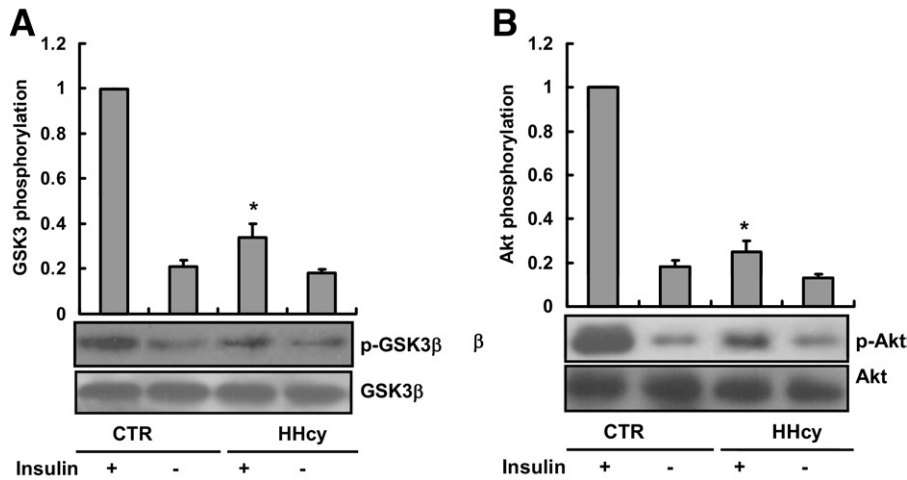 A
1.2
1
0.8
0.6
0.4
0.2
0
GSK3 phosphorylation
*
p-GSK3β
GSK3β
CTR HHcy
Insulin + - + -
β
B
1.2
1
0.8
0.6
0.4
0.2
0
Akt phosphorylation
*
p-Akt
Akt
CTR HHcy
Insulin + - + -